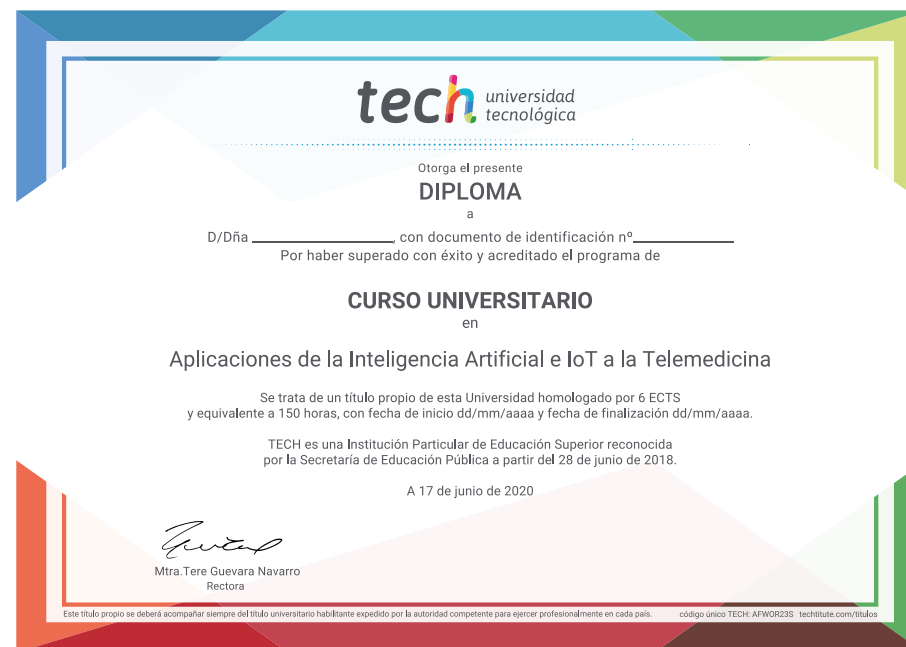 tech universidad
tecnológica
Otorga el presente
DIPLOMA
a
D/Dña ____________________, con documento de identificación nº______________
Por haber superado con éxito y acreditado el programa de
CURSO UNIVERSITARIO
en
Aplicaciones de la Inteligencia Artificial e IoT a la Telemedicina
Se trata de un título propio de esta Universidad homologado por 6 ECTS
y equivalente a 150 horas, con fecha de inicio dd/mm/aaaa y fecha de finalización dd/mm/aaaa.
TECH es una Institución Particular de Educación Superior reconocida
por la Secretaría de Educación Pública a partir del 28 de junio de 2018.
A 17 de junio de 2020
Mtra.Tere Guevara Navarro
Rectora
Este título propio se deberá acompañar siempre del título universitario habilitante expedido por la autoridad competente para ejercer profesionalmente en cada país. código único TECH: AFWOR23S techtitute.com/titulos